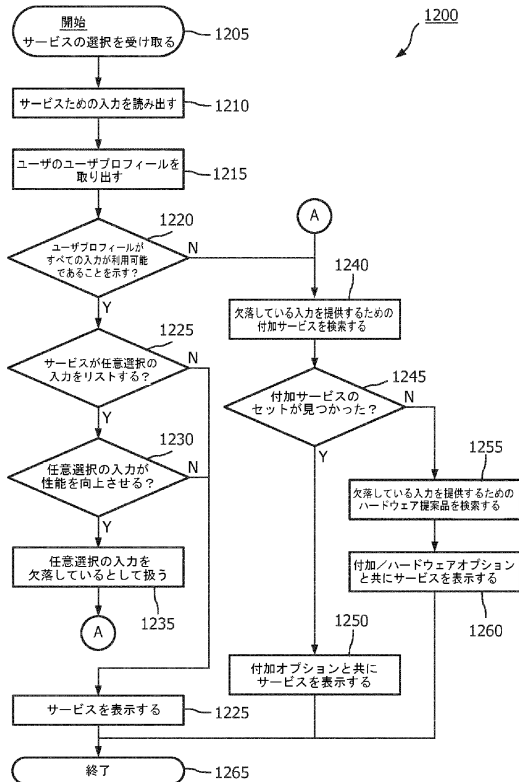 1200
開始
サービスの選択を受け取る
1205
サービスための入力を読み出す
1210
ユーザのユーザプロフィールを
取り出す
1215
ユーザプロフィールが
すべての入力が利用可能
であることを示す？
1220
N
Y
サービスが任意選択の
入力をリストする？
1225
N
Y
任意選択の入力が
性能を向上させる？
1230
N
Y
任意選択の入力を
欠落しているとして扱う
1235
A
サービスを表示する
1225
終了
1265
A
欠落している入力を提供するための
付加サービスを検索する
1240
付加サービスの
セットが見つかった？
1245
N
Y
付加オプションと共に
サービスを表示する
1250
欠落している入力を提供するための
ハードウェア提案品を検索する
1255
付加／ハードウェアオプション
と共にサービスを表示する
1260